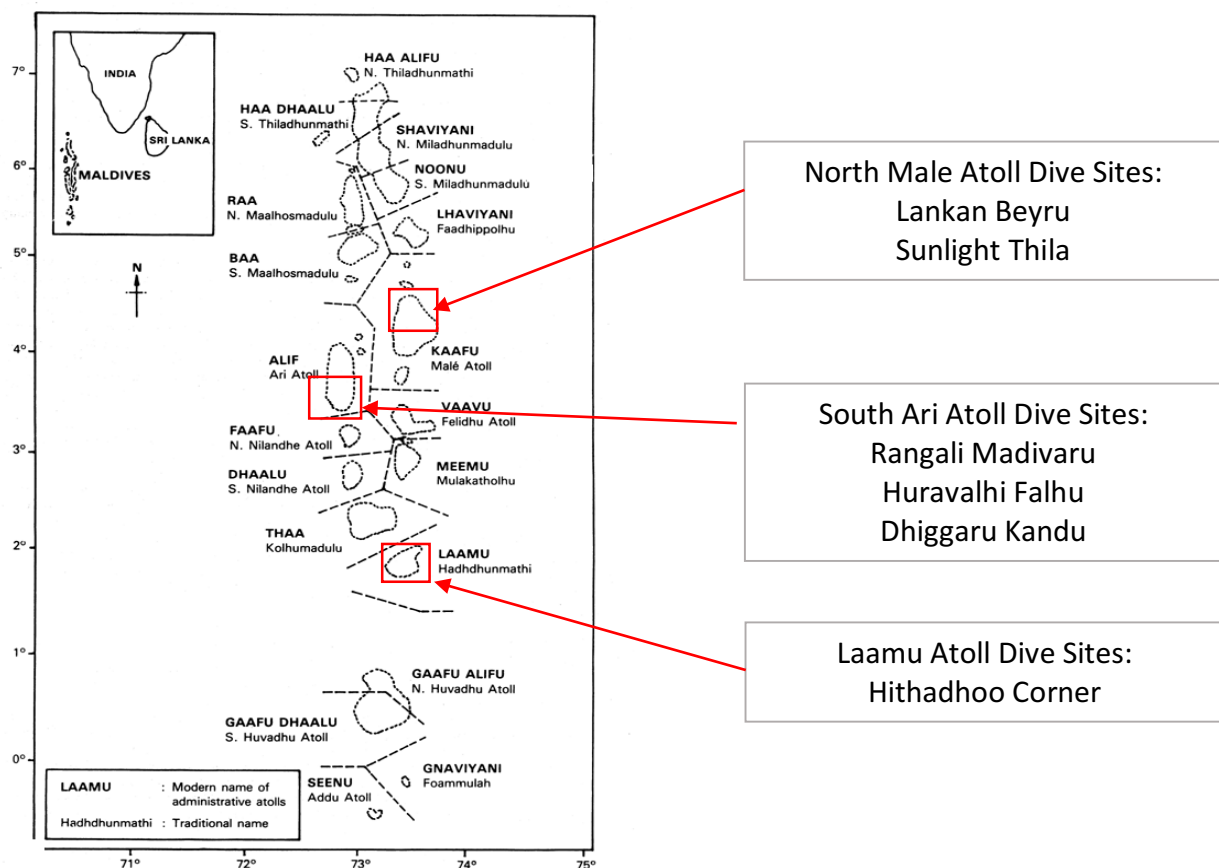 INDIA
SRI LANKA
MALDIVES
N
7°
6°
5°
4°
3°
2°
1°
0°
71°
72°
73°
74°
75°
HAA ALIFU
N. Thiladhunmathi
HAA DHAALU
S. Thiladhunmathi
SHAVIYANI
N. Miladhunmadulu
NOONU
S. Miladhunmadulu
RAA
N. Maalhosmadulu
LHAVIYANI
Faadhippolhu
BAA
S. Maalhosmadulu
KAAFU
Malé Atoll
ALIF
Ari Atoll
VAAVU
Felidhu Atoll
FAAFU
N. Nilandhe Atoll
MEEMU
Mulakatholhu
DHAALU
S. Nilandhe Atoll
THAA
Kolhumadulu
LAAMU
Hadhdhunmathi
GAAFU ALIFU
N. Huvadhu Atoll
GAAFU DHAALU
S. Huvadhu Atoll
GNAVIYANI
Foammulah
SEENU
Addu Atoll
LAAMU : Modern name of
administrative atolls
Hadhdhunmathi : Traditional name
North Male Atoll Dive Sites:
Lankan Beyru
Sunlight Thila
South Ari Atoll Dive Sites:
Rangali Madivaru
Huravalhi Falhu
Dhiggaru Kandu
Laamu Atoll Dive Sites:
Hithadhoo Corner